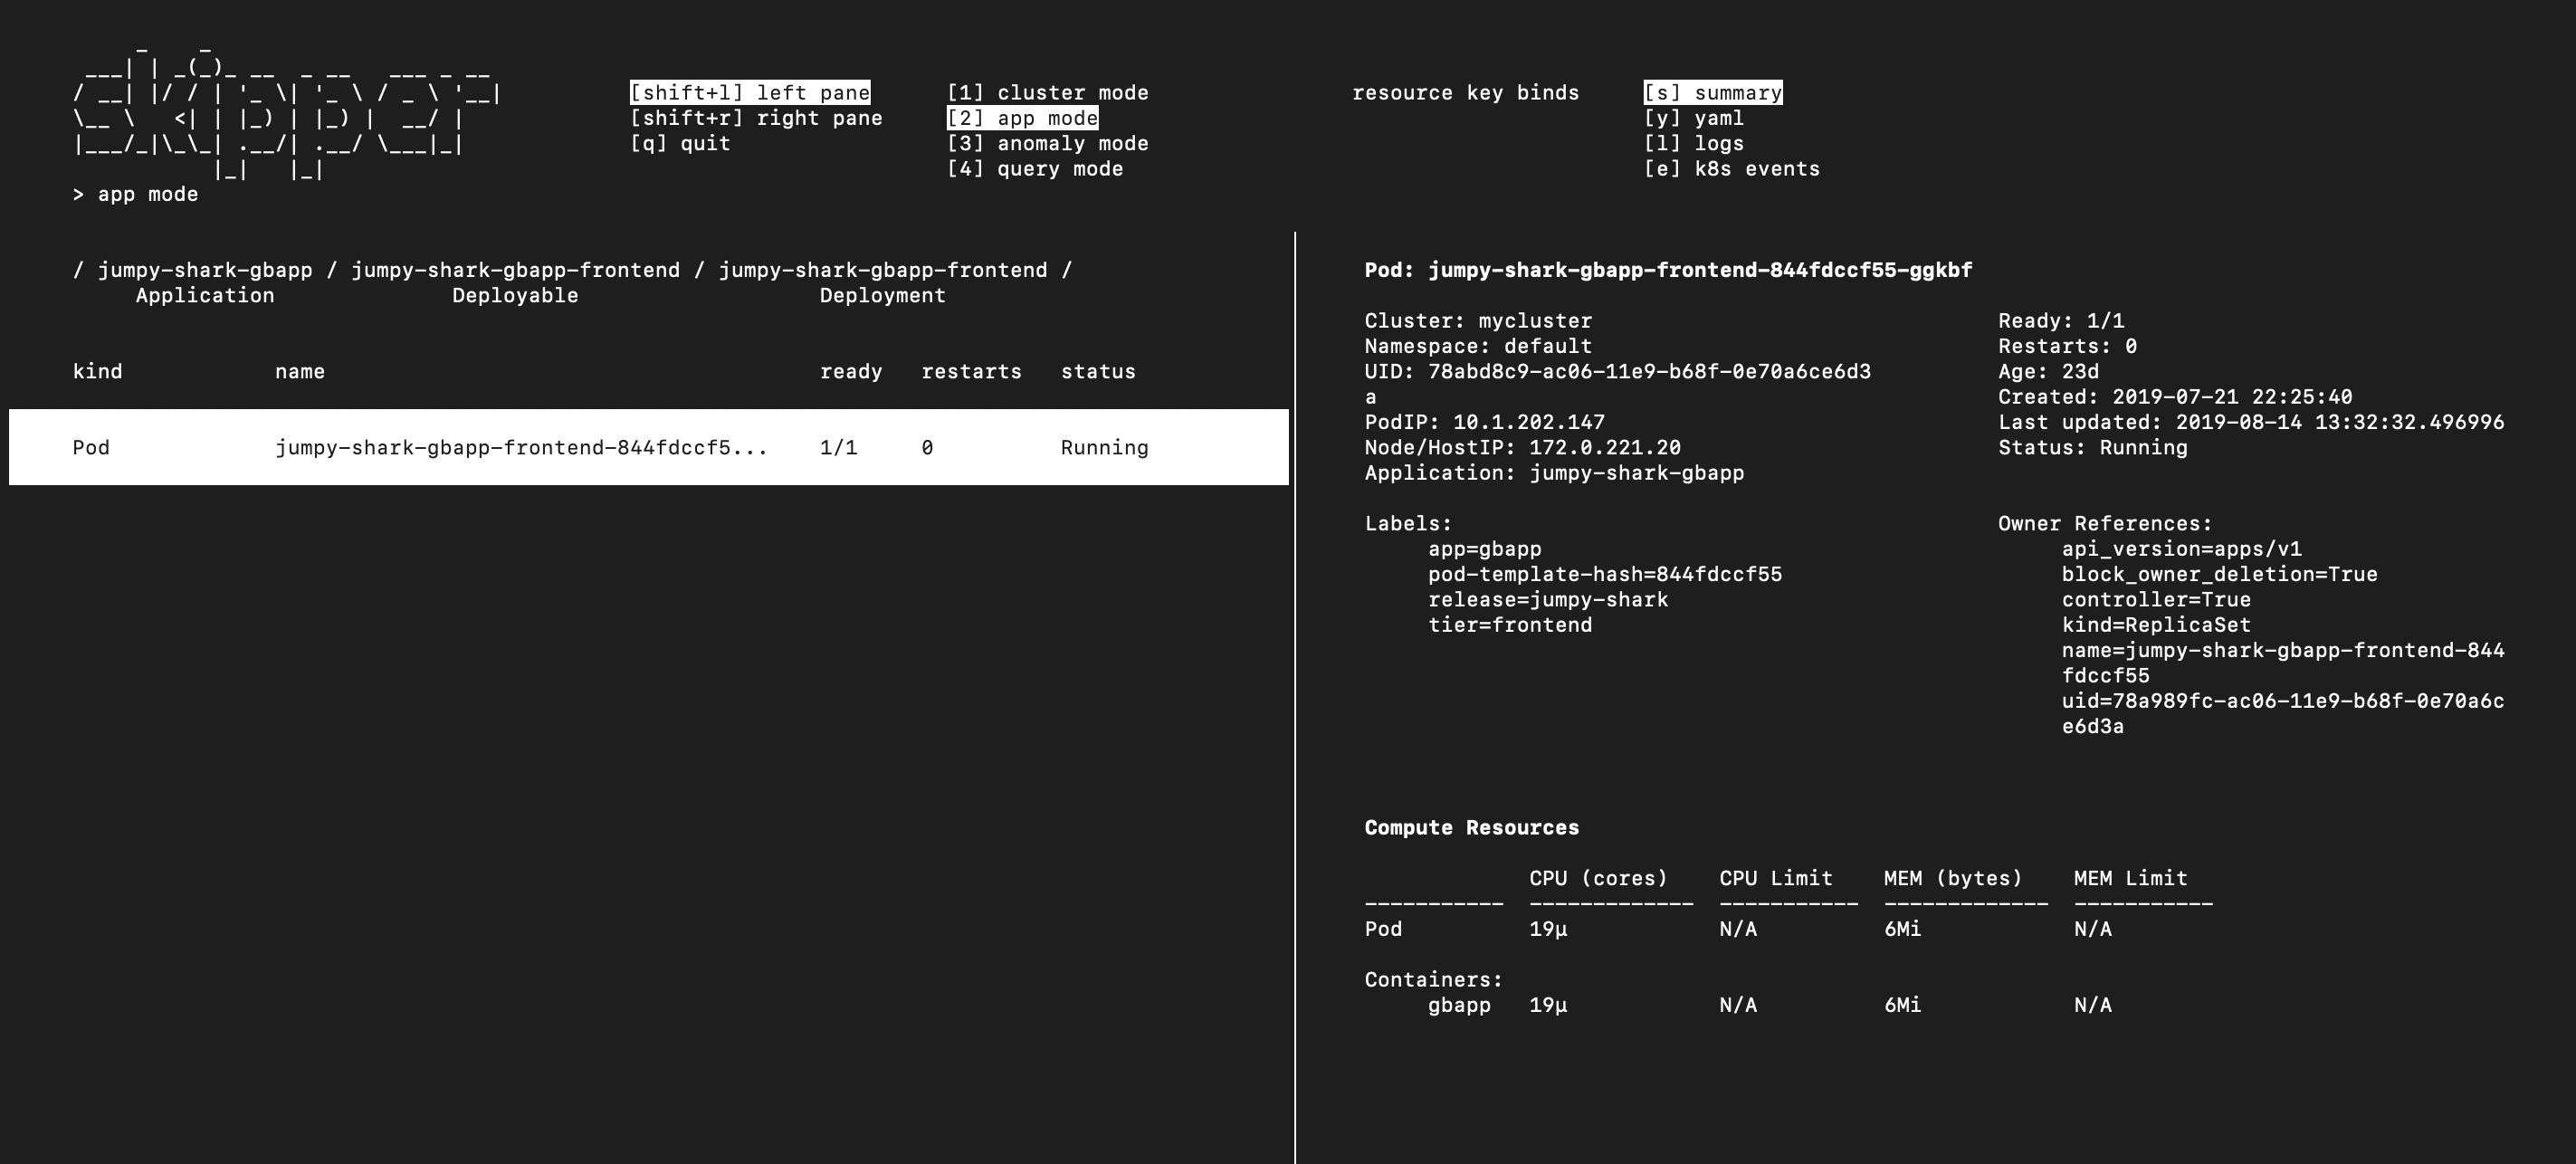 skipper
[shift+l] left pane
[shift+r] right pane
[q] quit
[1] cluster mode
[2] app mode
[3] anomaly mode
[4] query mode
resource key binds
[s] summary
[y] yaml
[l] logs
[e] k8s events
> app mode
/ jumpy-shark-gbapp / jumpy-shark-gbapp-frontend / jumpy-shark-gbapp-frontend /
Application Deployable Deployment
kind name ready restarts status
Pod jumpy-shark-gbapp-frontend-844fdccf5... 1/1 0 Running
Pod: jumpy-shark-gbapp-frontend-844fdccf55-ggkbf
Cluster: mycluster
Namespace: default
UID: 78abd8c9-ac06-11e9-b68f-0e70a6ce6d3
a
PodIP: 10.1.202.147
Node/HostIP: 172.0.221.20
Application: jumpy-shark-gbapp
Ready: 1/1
Restarts: 0
Age: 23d
Created: 2019-07-21 22:25:40
Last updated: 2019-08-14 13:32:32.496996
Status: Running
Labels:
app=gbapp
pod-template-hash=844fdccf55
release=jumpy-shark
tier=frontend
Owner References:
api_version=apps/v1
block_owner_deletion=True
controller=True
kind=ReplicaSet
name=jumpy-shark-gbapp-frontend-844
fdccf55
uid=78a989fc-ac06-11e9-b68f-0e70a6c
e6d3a
Compute Resources
CPU (cores) CPU Limit MEM (bytes) MEM Limit
----------- ------------- ----------- ------------- -----------
Pod 19μ N/A 6Mi N/A
Containers:
gbapp 19μ N/A 6Mi N/A